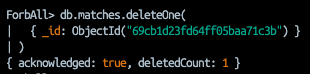 ForbAll> db.matches.deleteOne(
|   { _id: ObjectId("69cb1d23fd64ff05baa71c3b") }
| )
{ acknowledged: true, deletedCount: 1 }